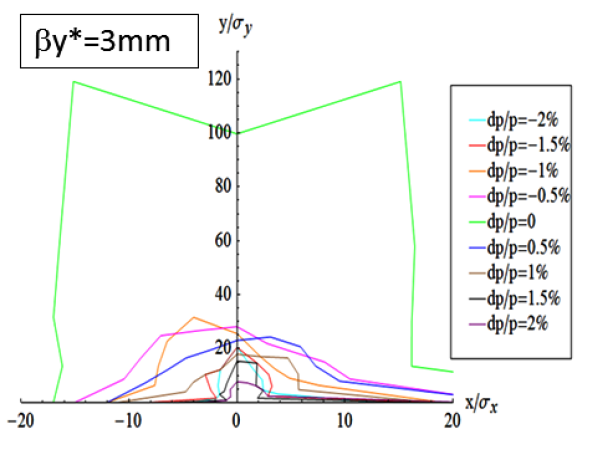 βy*=3mm
y/σy
120
100
80
60
40
20
−20
−10
0
10
20
x/σx
dp/p=−2%
dp/p=−1.5%
dp/p=−1%
dp/p=−0.5%
dp/p=0
dp/p=0.5%
dp/p=1%
dp/p=1.5%
dp/p=2%